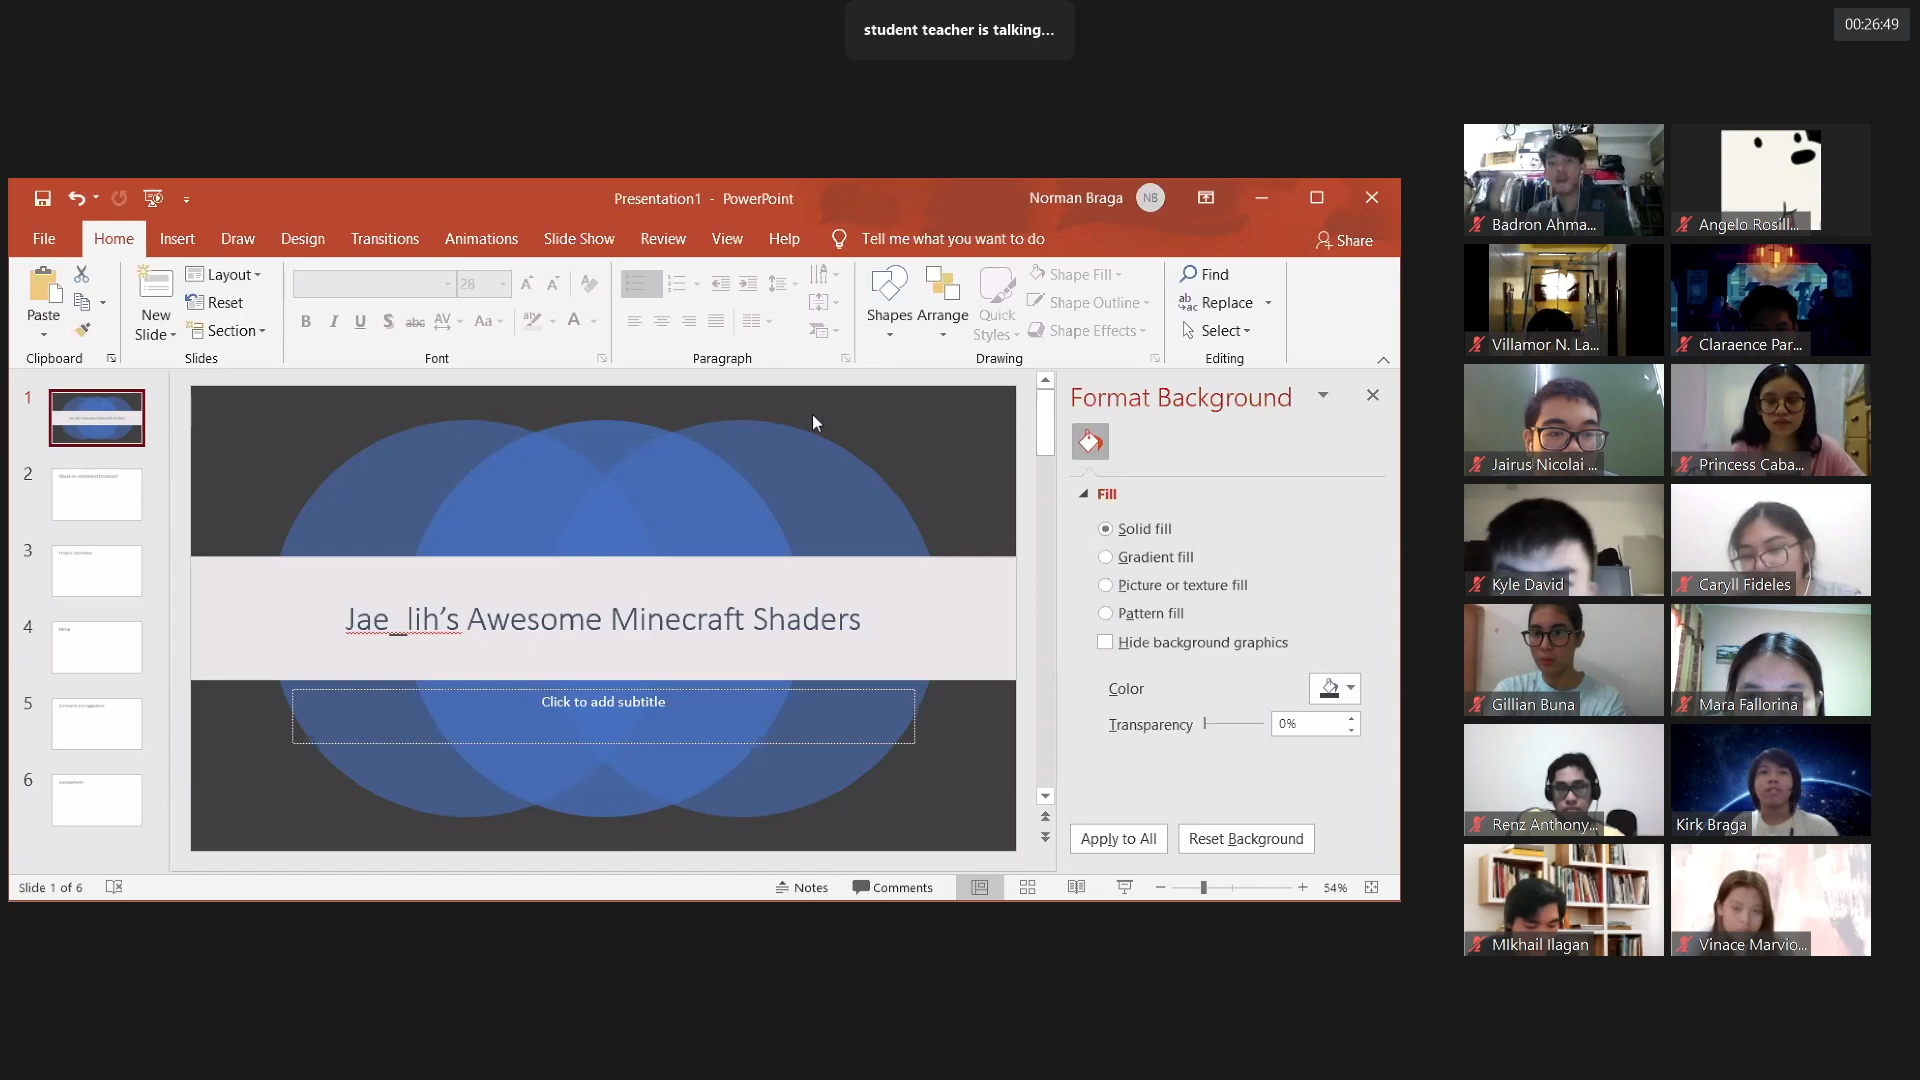 student teacher is talking...
00:26:49
Presentation1 - PowerPoint
Norman Braga
NB
File
Home
Insert
Draw
Design
Transitions
Animations
Slide Show
Review
View
Help
Tell me what you want to do
Share
Paste
Clipboard
New Slide
Layout
Reset
Section
Slides
28
B I U S abc AV Aa A
Font
Paragraph
Shapes
Arrange
Quick Styles
Shape Fill
Shape Outline
Shape Effects
Drawing
Find
Replace
Select
Editing
1
2
3
4
5
6
Jae_lih's Awesome Minecraft Shaders
Click to add subtitle
Format Background
Fill
Solid fill
Gradient fill
Picture or texture fill
Pattern fill
Hide background graphics
Color
Transparency
0%
Apply to All
Reset Background
Slide 1 of 6
Notes
Comments
54%
Badron Ahma...
Angelo Rosill...
Villamor N. La...
Claraence Par...
Jairus Nicolai ...
Princess Caba...
Kyle David
Caryll Fideles
Gillian Buna
Mara Fallorina
Renz Anthony...
Kirk Braga
MIkhail Ilagan
Vinace Marvio...